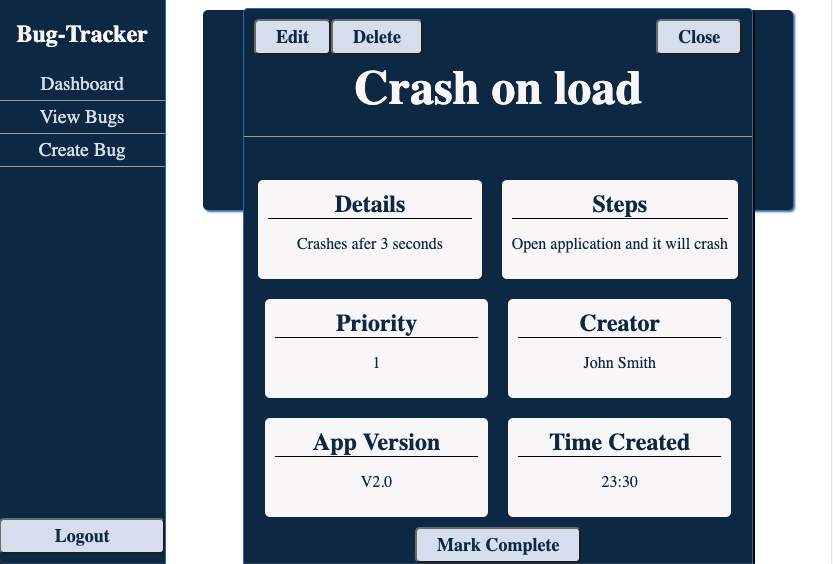 Bug-Tracker
Dashboard
View Bugs
Create Bug
Logout
Edit
Delete
Close
Crash on load
Details
Crashes afer 3 seconds
Steps
Open application and it will crash
Priority
1
Creator
John Smith
App Version
V2.0
Time Created
23:30
Mark Complete